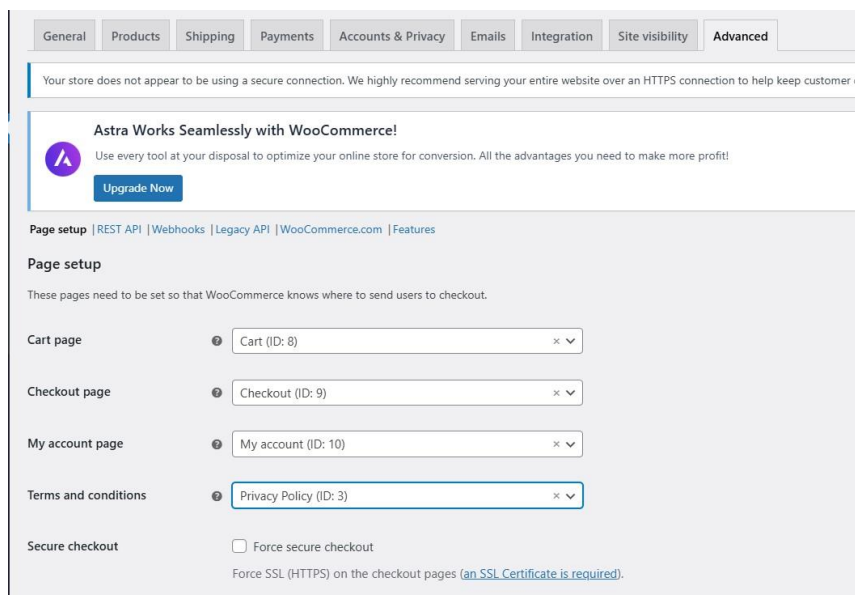 General Products Shipping Payments Accounts & Privacy Emails Integration Site visibility Advanced
Your store does not appear to be using a secure connection. We highly recommend serving your entire website over an HTTPS connection to help keep customer
Astra Works Seamlessly with WooCommerce!
Use every tool at your disposal to optimize your online store for conversion. All the advantages you need to make more profit!
Upgrade Now
Page setup | REST API | Webhooks | Legacy API | WooCommerce.com | Features
Page setup
These pages need to be set so that WooCommerce knows where to send users to checkout.
Cart page Cart (ID: 8)
Checkout page Checkout (ID: 9)
My account page My account (ID: 10)
Terms and conditions Privacy Policy (ID: 3)
Secure checkout Force secure checkout
Force SSL (HTTPS) on the checkout pages (an SSL Certificate is required).